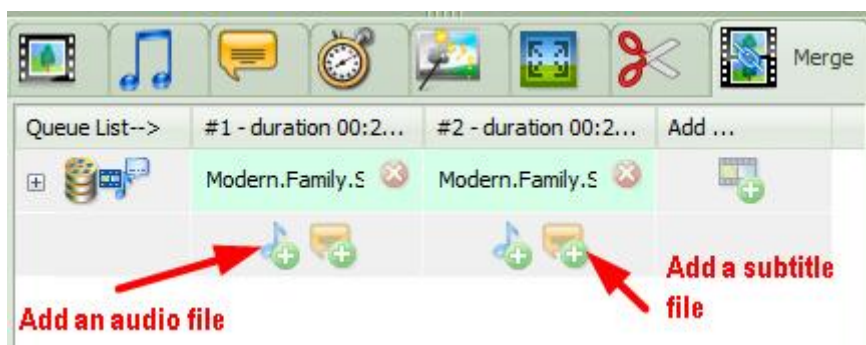 Merge
Queue List-->
#1 - duration 00:2...
#2 - duration 00:2...
Add ...
Modern.Family.S
Modern.Family.S
Add an audio file
Add a subtitle
file